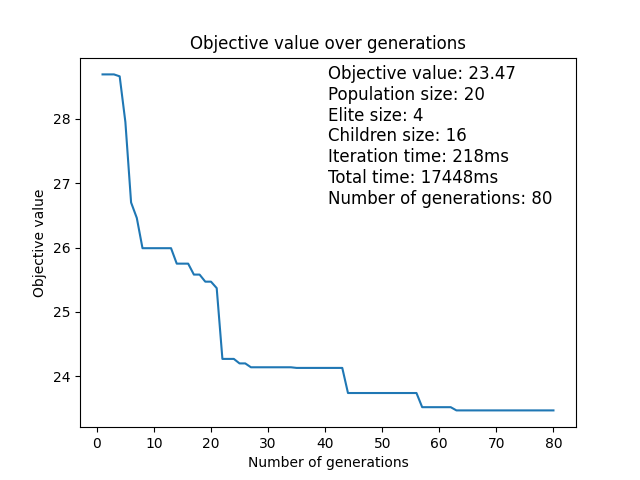 Objective value over generations
Objective value: 23.47
Population size: 20
Elite size: 4
Children size: 16
Iteration time: 218ms
Total time: 17448ms
Number of generations: 80
Objective value
28
27
26
25
24
0 10 20 30 40 50 60 70 80
Number of generations